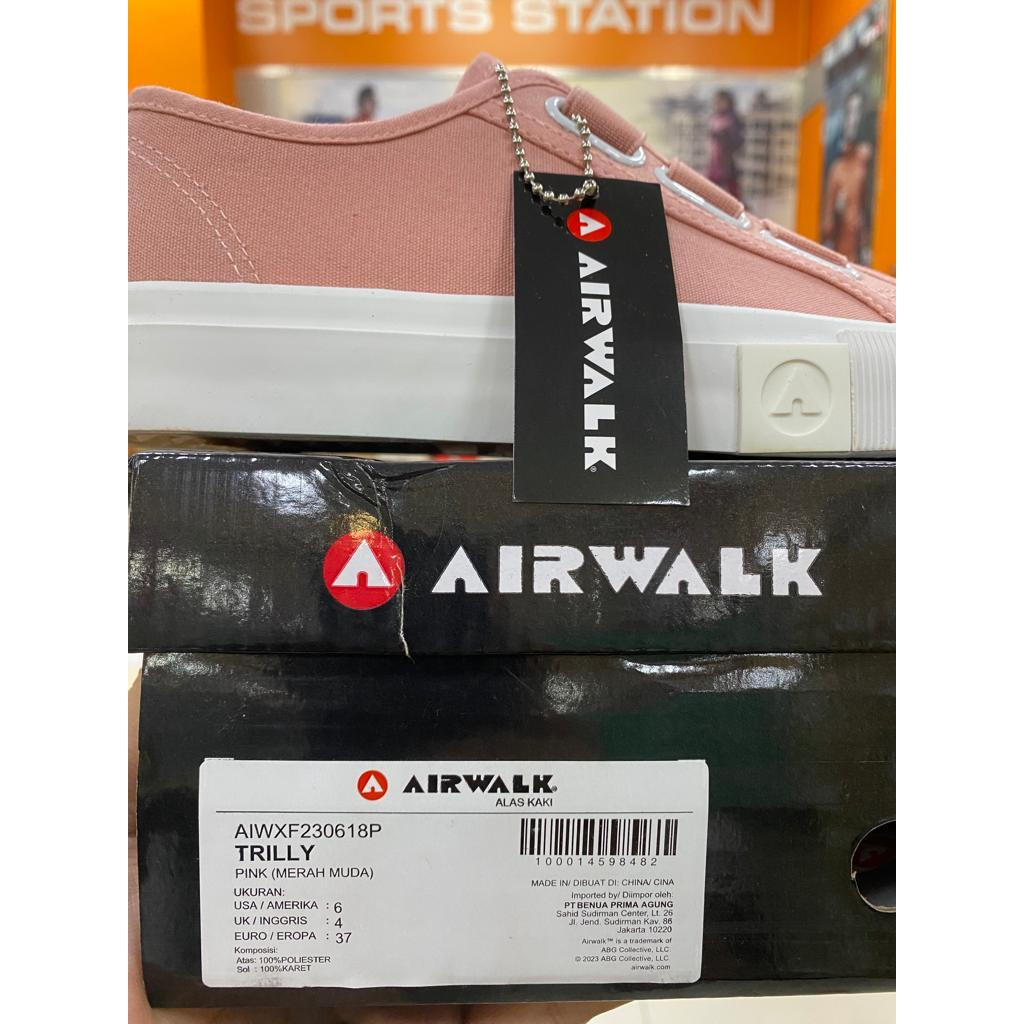 SPORTS STATION
AIRWALK®
AIRWALK
AIRWALK®
ALAS KAKI
AIWXF230618P
TRILLY
PINK (MERAH MUDA)
UKURAN:
USA / AMERIKA : 6
UK / INGGRIS : 4
EURO / EROPA : 37
Komposisi:
Atas: 100%POLIESTER
Sol : 100%KARET
100014598482
MADE IN/ DIBUAT DI: CHINA/ CINA
Imported by/ Diimpor oleh:
PT BENUA PRIMA AGUNG
Sahid Sudirman Center, Lt. 26
Jl. Jend. Sudirman Kav. 86
Jakarta 10220
Airwalk™ is a trademark of
ABG Collective, LLC
© 2023 ABG Collective, LLC.
airwalk.com